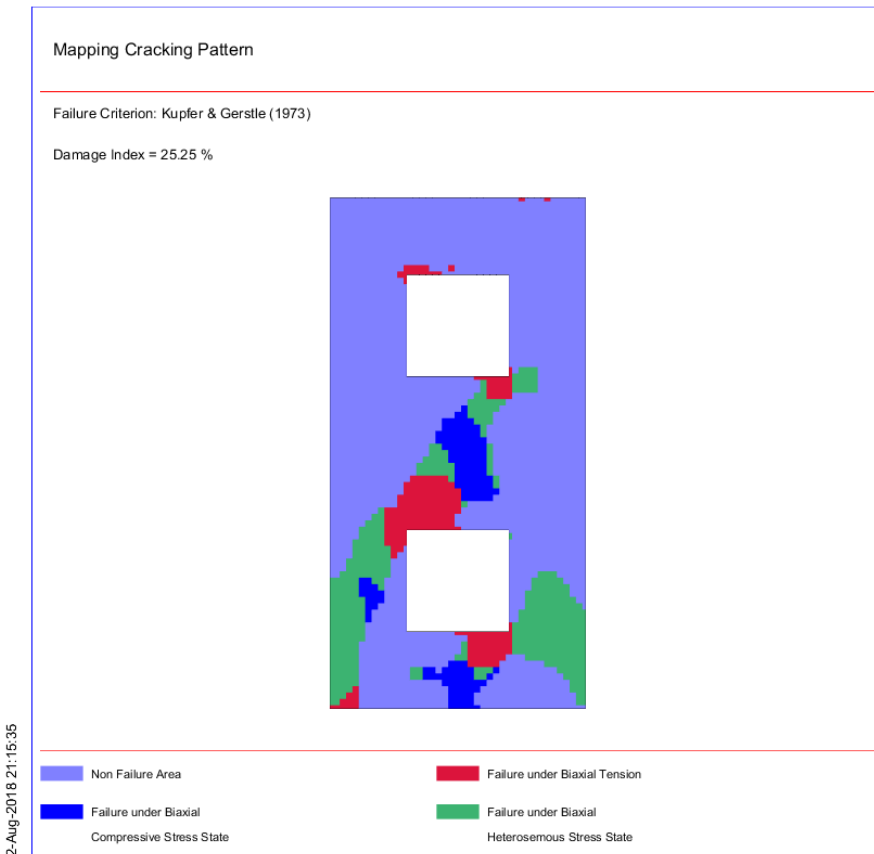 Mapping Cracking Pattern
Failure Criterion: Kupfer & Gerstle (1973)
Damage Index = 25.25 %
2-Aug-2018 21:15:35
Non Failure Area
Failure under Biaxial Tension
Failure under Biaxial
Compressive Stress State
Failure under Biaxial
Heterosemous Stress State